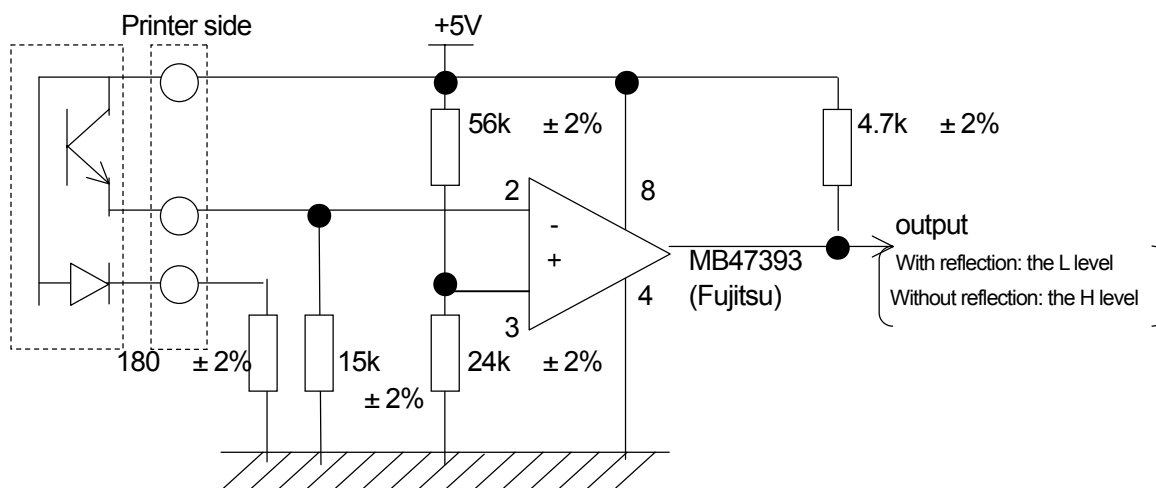 Printer side
+5V
56k ± 2%
4.7k ± 2%
2
8
-
+
output
MB47393
(Fujitsu)
With reflection: the L level
Without reflection: the H level
4
3
180 ± 2%
15k
± 2%
24k ± 2%